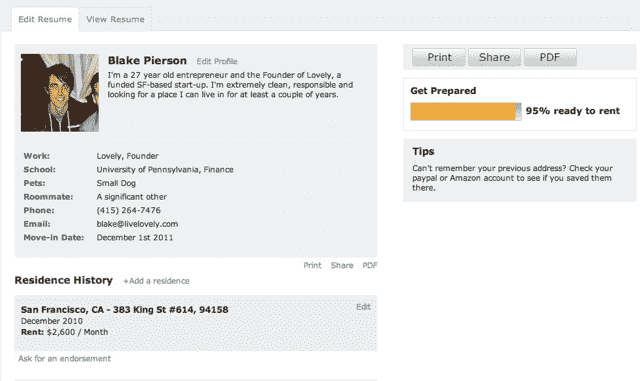 Edit Resume
View Resume
Blake Pierson Edit Profile
I'm a 27 year old entrepreneur and the Founder of Lovely, a
funded SF-based start-up. I'm extremely clean, responsible and
looking for a place I can live in for at least a couple of years.
Work: Lovely, Founder
School: University of Pennsylvania, Finance
Pets: Small Dog
Roommate: A significant other
Phone: (415) 264-7476
Email: blake@livelovely.com
Move-in Date: December 1st 2011
Print Share PDF
Residence History +Add a residence
San Francisco, CA - 383 King St #614, 94158 Edit
December 2010
Rent: $2,600 / Month
Ask for an endorsement
Print Share PDF
Get Prepared
95% ready to rent
Tips
Can't remember your previous address? Check your
paypal or Amazon account to see if you saved them
there.